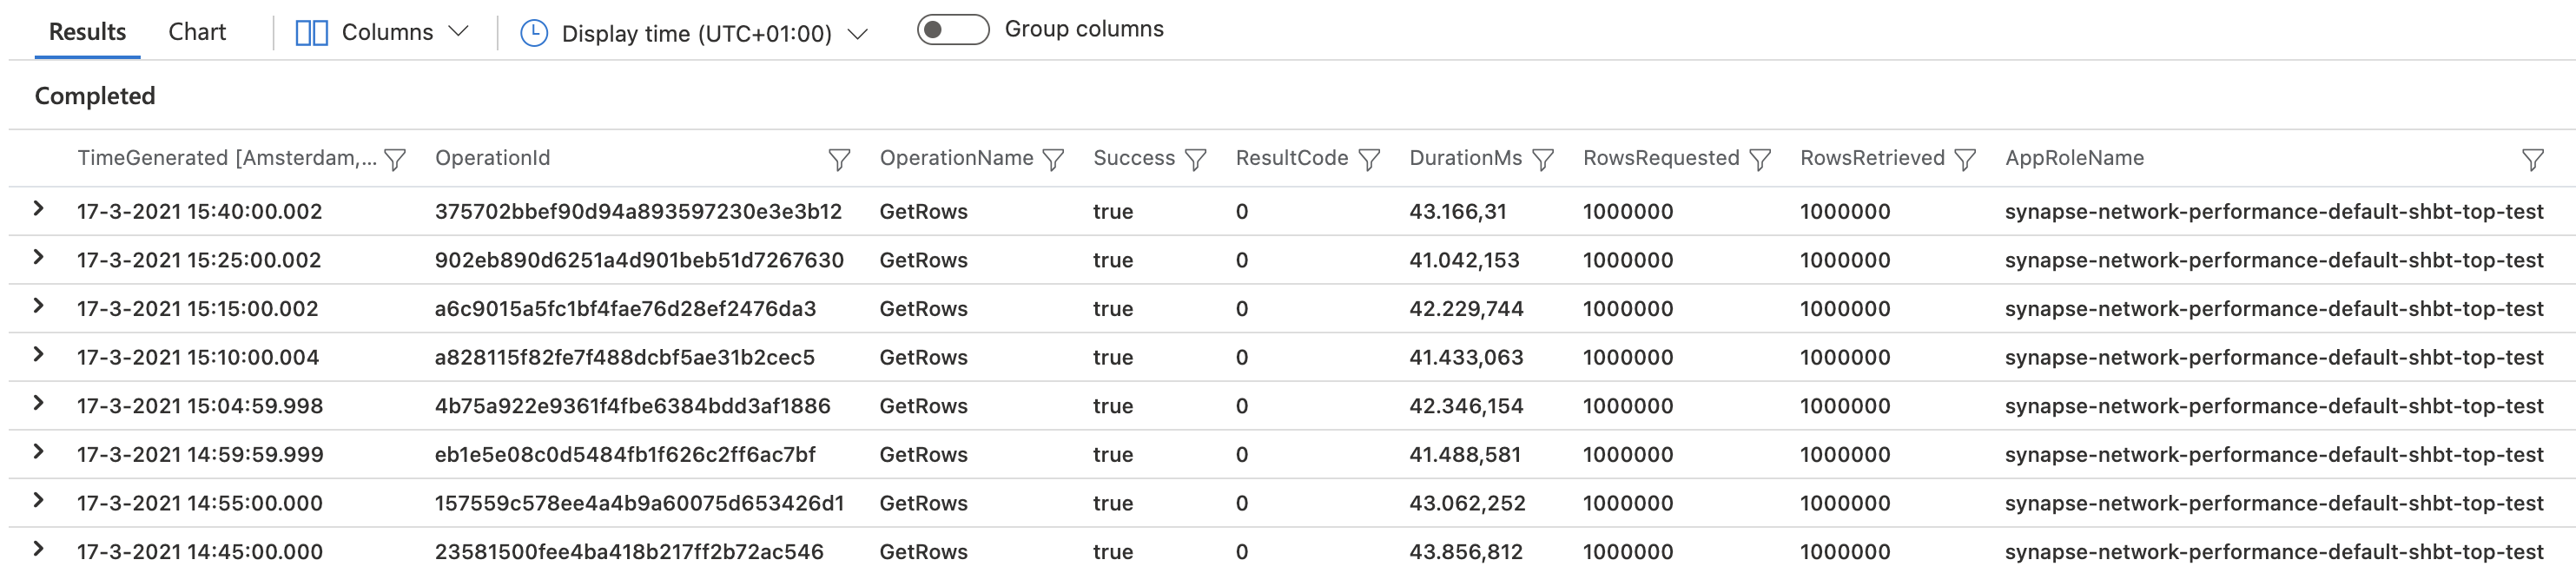 Results Chart Columns Display time (UTC+01:00) Group columns
Completed
TimeGenerated [Amsterdam,... OperationId OperationName Success ResultCode DurationMs RowsRequested RowsRetrieved AppRoleName
17-3-2021 15:40:00.002 375702bbef90d94a893597230e3e3b12 GetRows true 0 43.166,31 1000000 1000000 synapse-network-performance-default-shbt-top-test
17-3-2021 15:25:00.002 902eb890d6251a4d901beb51d7267630 GetRows true 0 41.042,153 1000000 1000000 synapse-network-performance-default-shbt-top-test
17-3-2021 15:15:00.002 a6c9015a5fc1bf4fae76d28ef2476da3 GetRows true 0 42.229,744 1000000 1000000 synapse-network-performance-default-shbt-top-test
17-3-2021 15:10:00.004 a828115f82fe7f488dcbf5ae31b2cec5 GetRows true 0 41.433,063 1000000 1000000 synapse-network-performance-default-shbt-top-test
17-3-2021 15:04:59.998 4b75a922e9361f4fbe6384bdd3af1886 GetRows true 0 42.346,154 1000000 1000000 synapse-network-performance-default-shbt-top-test
17-3-2021 14:59:59.999 eb1e5e08c0d5484fb1f626c2ff6ac7bf GetRows true 0 41.488,581 1000000 1000000 synapse-network-performance-default-shbt-top-test
17-3-2021 14:55:00.000 157559c578ee4a4b9a60075d653426d1 GetRows true 0 43.062,252 1000000 1000000 synapse-network-performance-default-shbt-top-test
17-3-2021 14:45:00.000 23581500fee4ba418b217ff2b72ac546 GetRows true 0 43.856,812 1000000 1000000 synapse-network-performance-default-shbt-top-test